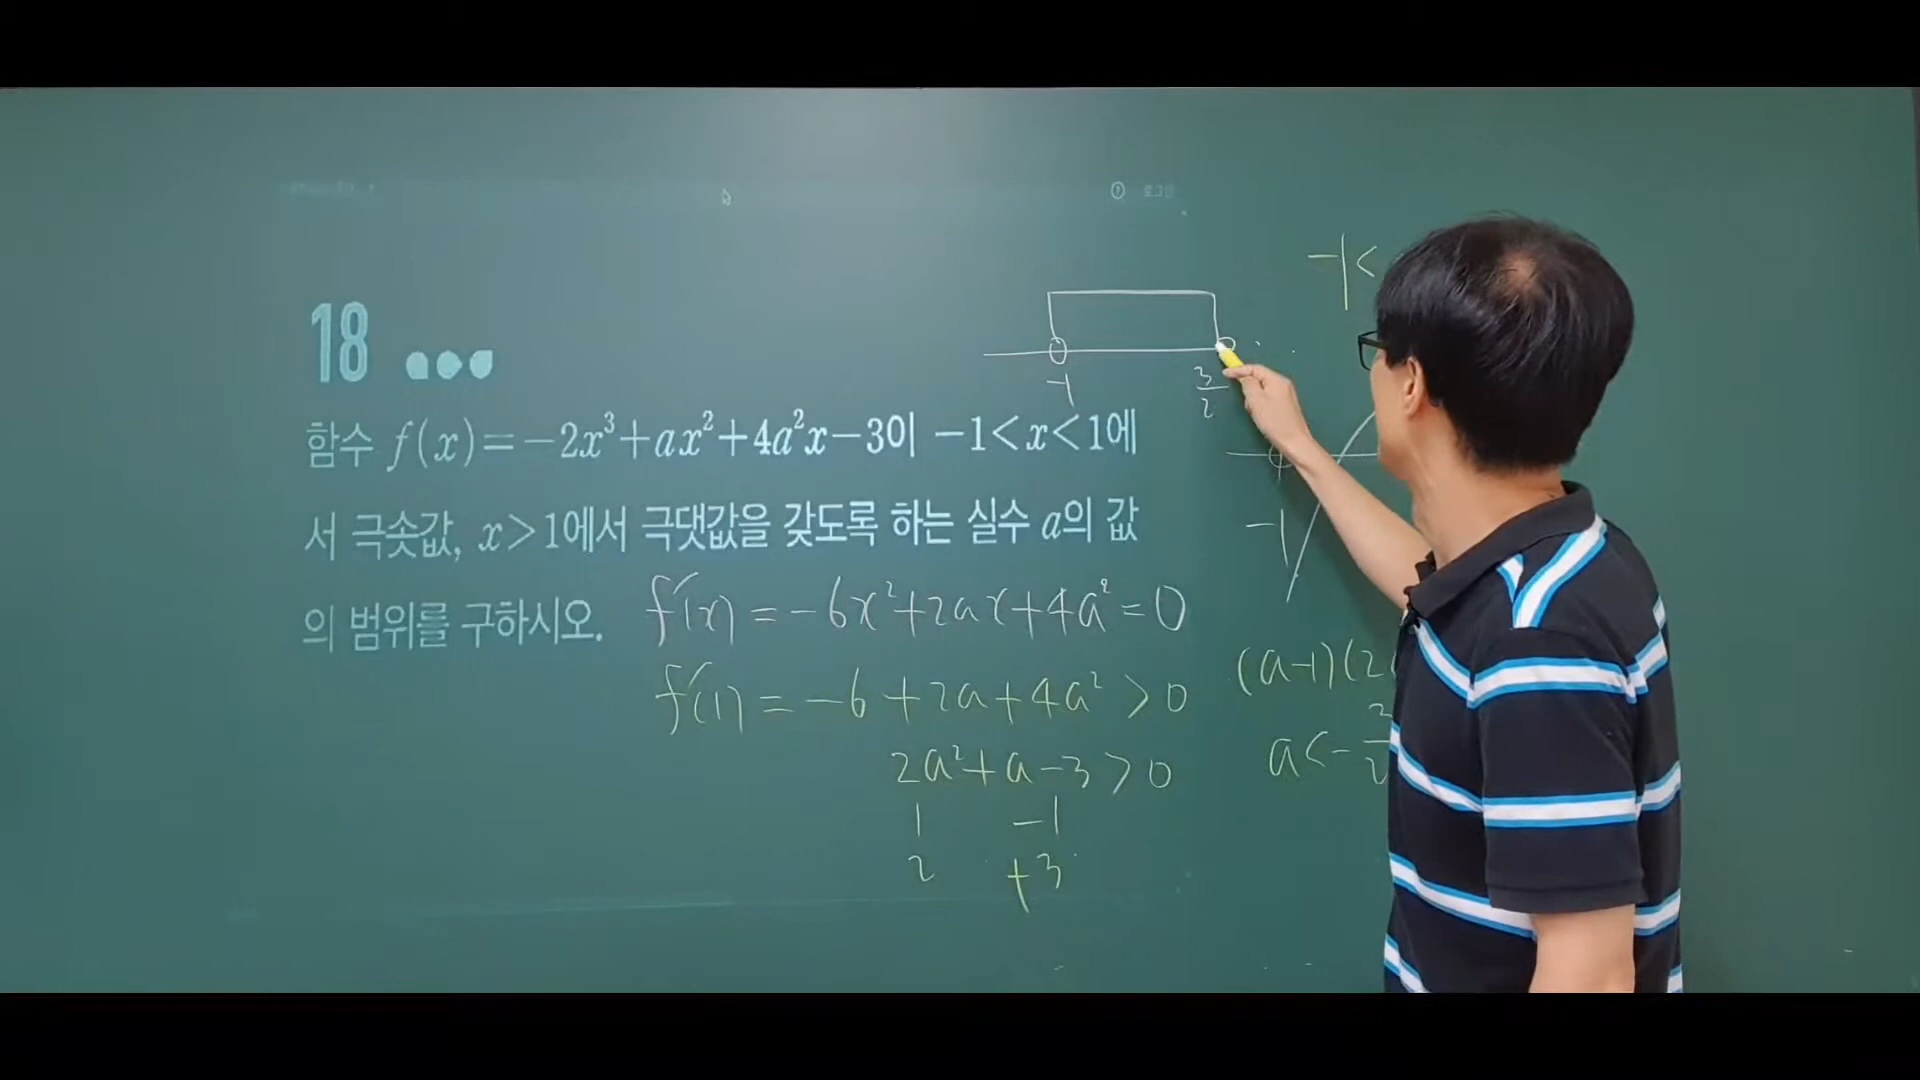 로그인
18
함수 f(x)=-2x³+ax²+4a²x-3이 -1<x<1에
서 극솟값, x>1에서 극댓값을 갖도록 하는 실수 a의 값
의 범위를 구하시오.
f'(x) = -6x²+2ax+4a²=0
f'(1) = -6+2a+4a²>0
2a²+a-3>0
1 -1
2 +3
-1
3/2
-1<
-1
(a-1)(2
a<-